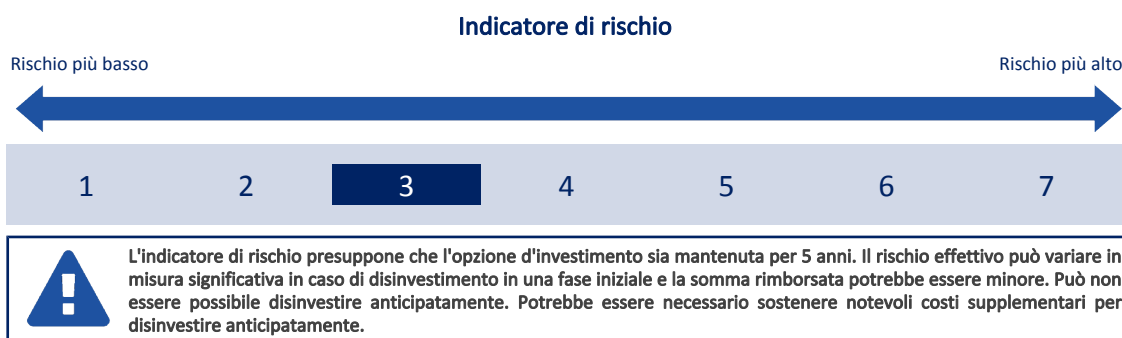 Indicatore di rischio
Rischio più basso
Rischio più alto
1 2 3 4 5 6 7
L'indicatore di rischio presuppone che l'opzione d'investimento sia mantenuta per 5 anni. Il rischio effettivo può variare in
misura significativa in caso di disinvestimento in una fase iniziale e la somma rimborsata potrebbe essere minore. Può non
essere possibile disinvestire anticipatamente. Potrebbe essere necessario sostenere notevoli costi supplementari per
disinvestire anticipatamente.